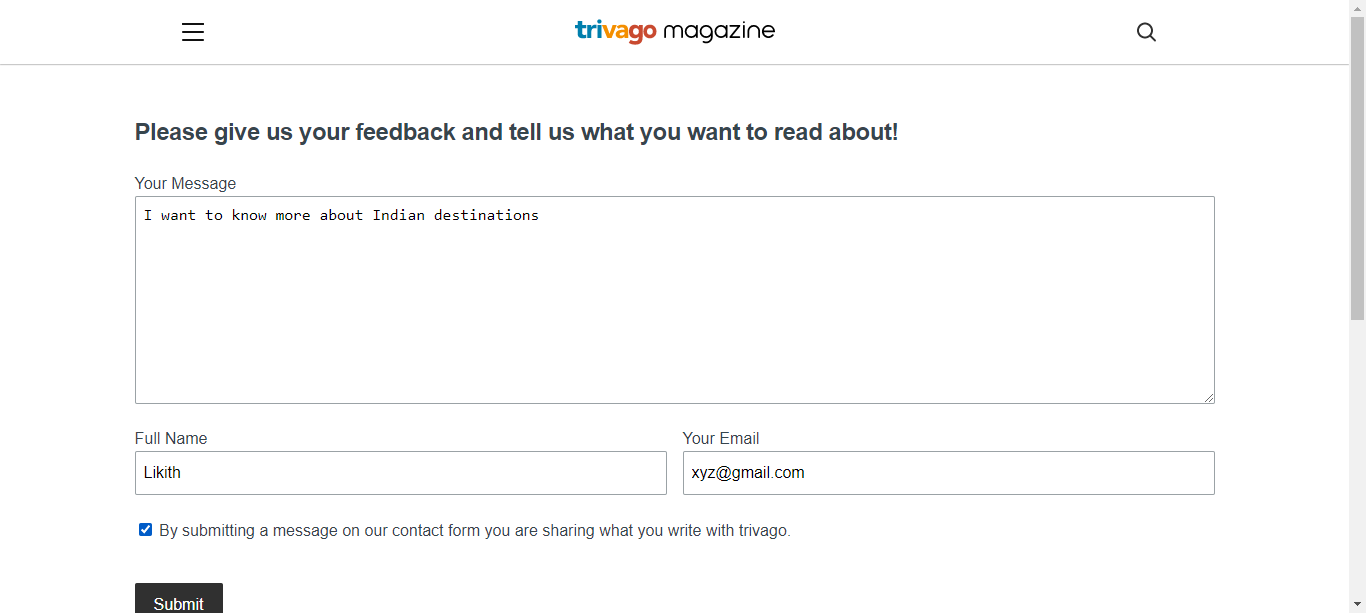 trivago magazine
Please give us your feedback and tell us what you want to read about!
Your Message
I want to know more about Indian destinations
Full Name
Your Email
Likith
xyz@gmail.com
By submitting a message on our contact form you are sharing what you write with trivago.
Submit